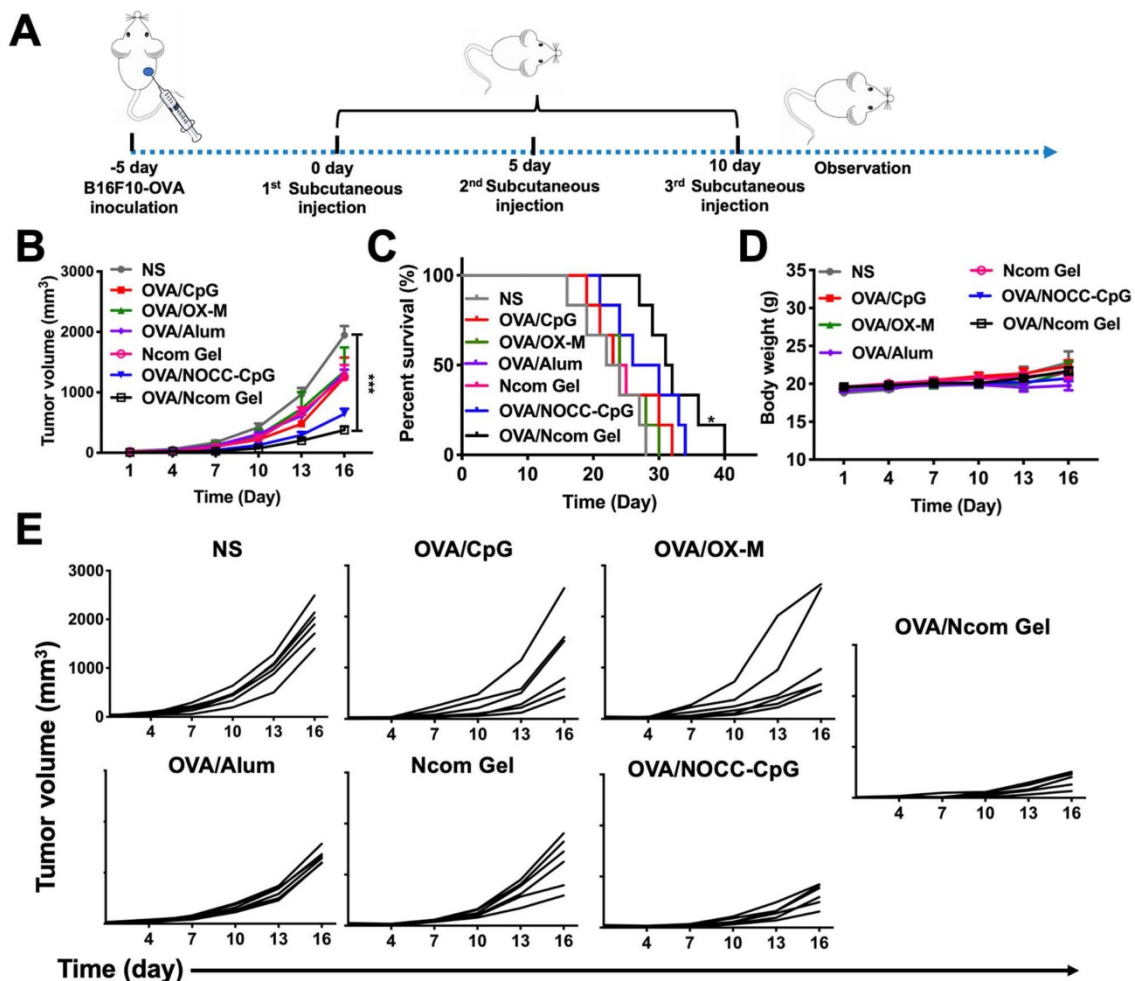 A
-5 day
B16F10-OVA
inoculation
0 day
1st Subcutaneous
injection
5 day
2nd Subcutaneous
injection
10 day
3rd Subcutaneous
injection
Observation
B
Tumor volume (mm3)
3000
2000
1000
0
NS
OVA/CpG
OVA/OX-M
OVA/Alum
Ncom Gel
OVA/NOCC-CpG
OVA/Ncom Gel
***
1 4 7 10 13 16
Time (Day)
C
Percent survival (%)
100
50
0
NS
OVA/CpG
OVA/OX-M
OVA/Alum
Ncom Gel
OVA/NOCC-CpG
OVA/Ncom Gel
*
0 10 20 30 40
Time (Day)
D
Body weight (g)
35
30
25
20
15
10
NS
OVA/CpG
OVA/OX-M
OVA/Alum
Ncom Gel
OVA/NOCC-CpG
OVA/Ncom Gel
1 4 7 10 13 16
Time (Day)
E
Tumor volume (mm3)
NS
3000
2000
1000
0
4 7 10 13 16
OVA/CpG
4 7 10 13 16
OVA/OX-M
4 7 10 13 16
OVA/Ncom Gel
4 7 10 13 16
OVA/Alum
4 7 10 13 16
Ncom Gel
4 7 10 13 16
OVA/NOCC-CpG
4 7 10 13 16
Time (day)